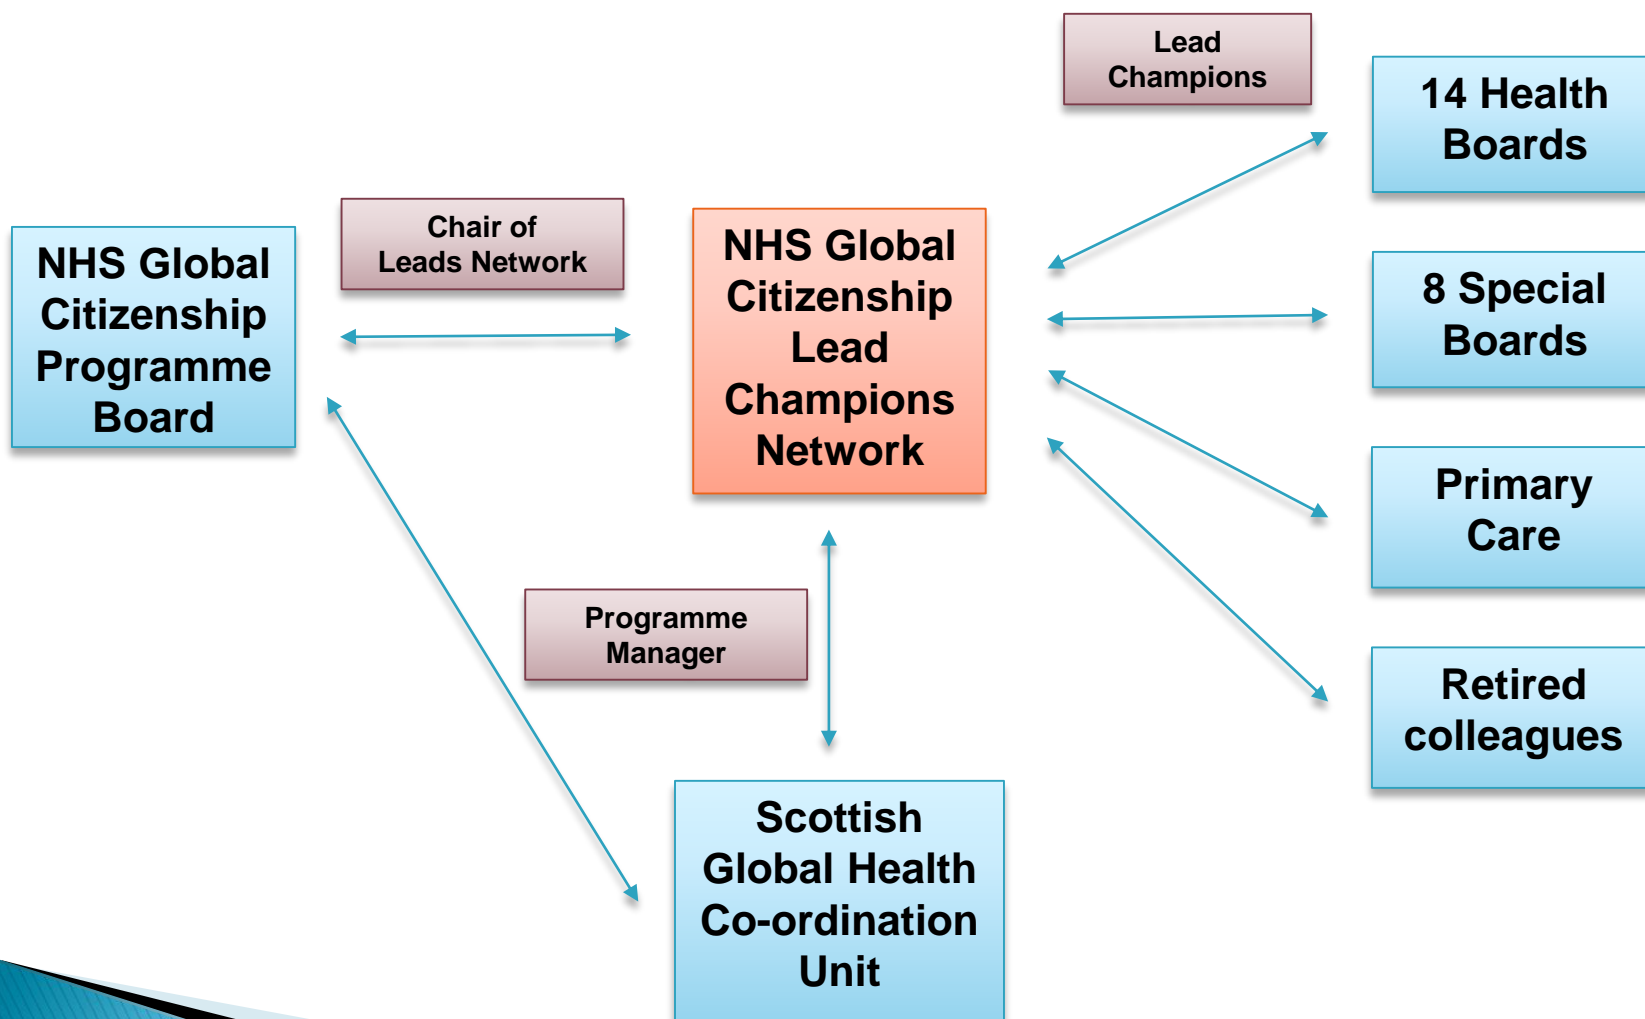 NHS Global
Citizenship
Programme
Board
Chair of
Leads Network
NHS Global
Citizenship
Lead
Champions
Network
Lead
Champions
14 Health
Boards
8 Special
Boards
Primary
Care
Retired
colleagues
Programme
Manager
Scottish
Global Health
Co-ordination
Unit